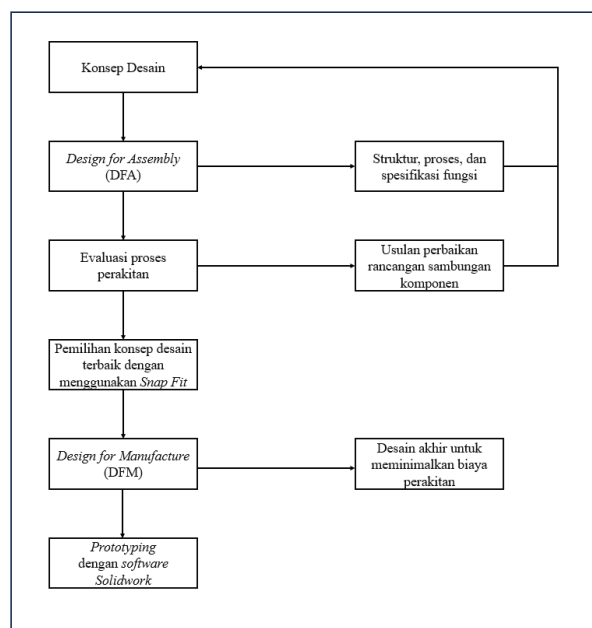 Konsep Desain
Design for Assembly
(DFA)
Struktur, proses, dan
spesifikasi fungsi
Evaluasi proses
perakitan
Usulan perbaikan
rancangan sambungan
komponen
Pemilihan konsep desain
terbaik dengan
menggunakan Snap Fit
Design for Manufacture
(DFM)
Desain akhir untuk
meminimalkan biaya
perakitan
Prototyping
dengan software
Solidwork